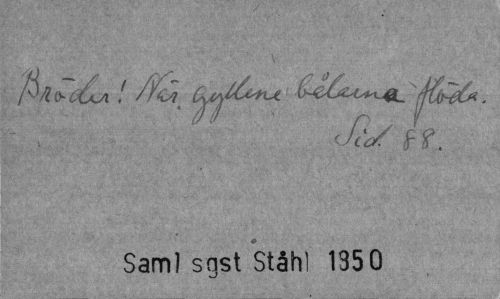 Bröder! När gyllene bålarna flöda.
Sid. 88.
Saml sgst Ståhl 1850